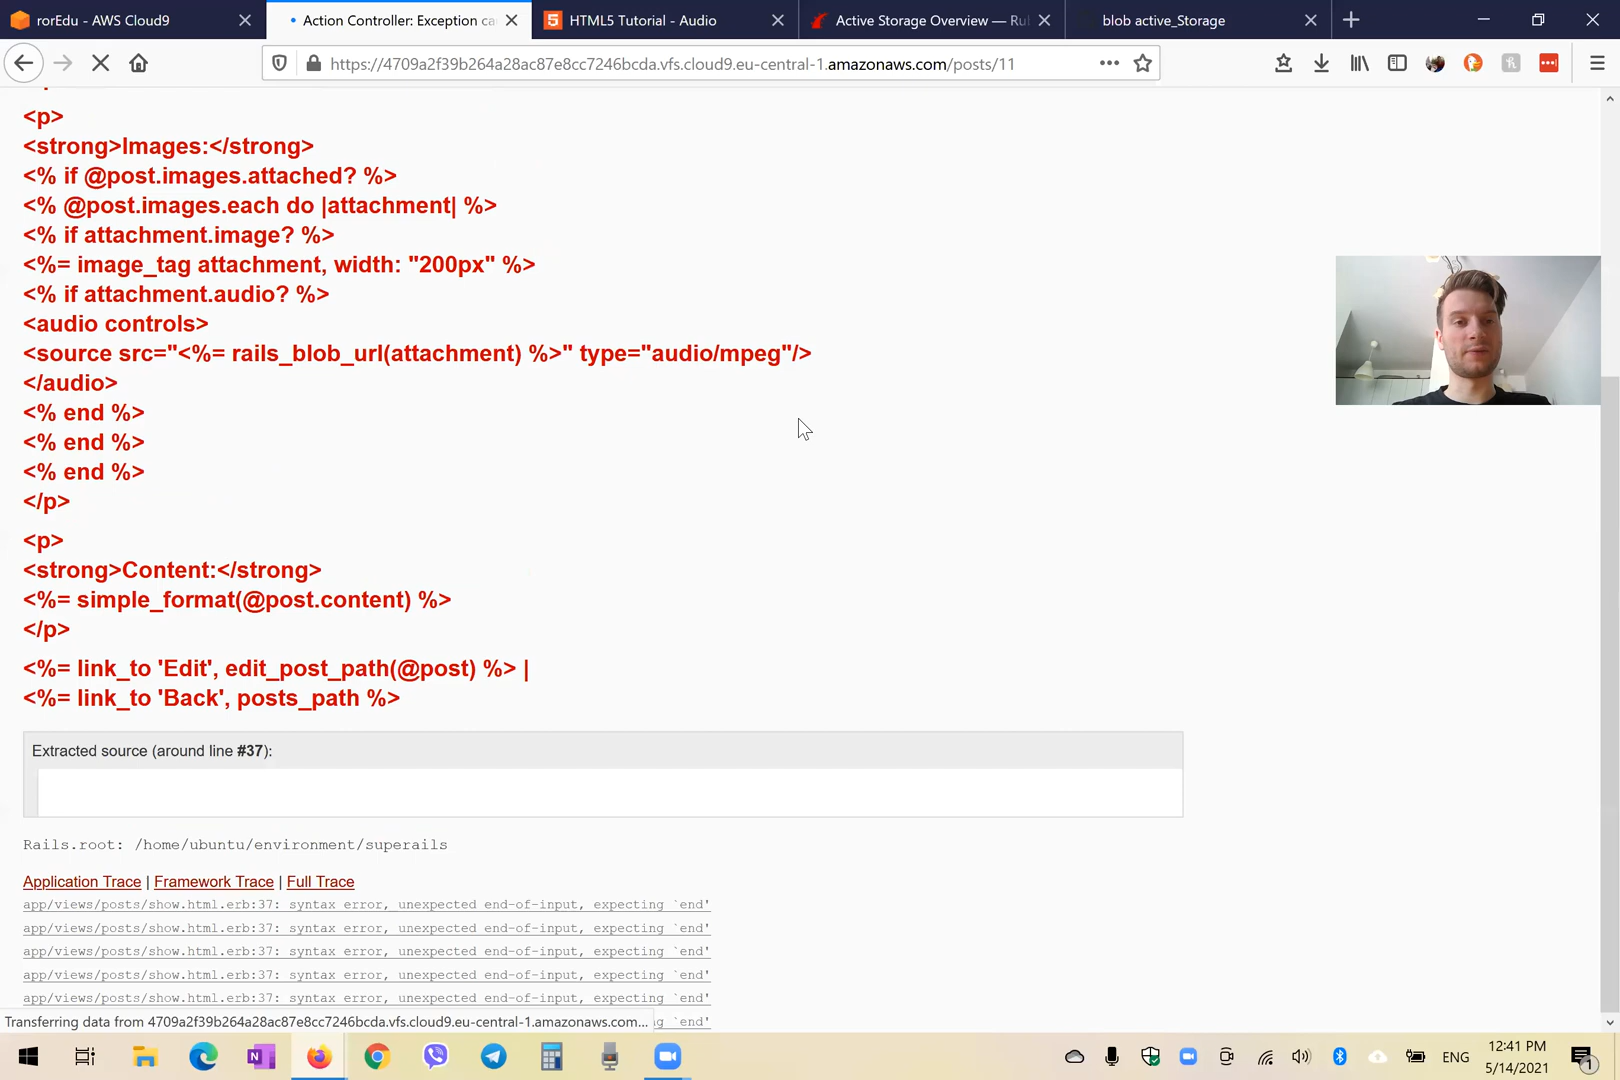 rorEdu - AWS Cloud9
Action Controller: Exception ca
HTML5 Tutorial - Audio
Active Storage Overview — Ru
blob active_Storage
https://4709a2f39b264a28ac87e8cc7246bcda.vfs.cloud9.eu-central-1.amazonaws.com/posts/11
<p>
<strong>Images:</strong>
<% if @post.images.attached? %>
<% @post.images.each do |attachment| %>
<% if attachment.image? %>
<%= image_tag attachment, width: "200px" %>
<% if attachment.audio? %>
<audio controls>
<source src="<%= rails_blob_url(attachment) %>" type="audio/mpeg"/>
</audio>
<% end %>
<% end %>
<% end %>
</p>
<p>
<strong>Content:</strong>
<%= simple_format(@post.content) %>
</p>
<%= link_to 'Edit', edit_post_path(@post) %> |
<%= link_to 'Back', posts_path %>
Extracted source (around line #37):
Rails.root: /home/ubuntu/environment/superails
Application Trace | Framework Trace | Full Trace
app/views/posts/show.html.erb:37: syntax error, unexpected end-of-input, expecting `end'
app/views/posts/show.html.erb:37: syntax error, unexpected end-of-input, expecting `end'
app/views/posts/show.html.erb:37: syntax error, unexpected end-of-input, expecting `end'
app/views/posts/show.html.erb:37: syntax error, unexpected end-of-input, expecting `end'
app/views/posts/show.html.erb:37: syntax error, unexpected end-of-input, expecting `end'
Transferring data from 4709a2f39b264a28ac87e8cc7246bcda.vfs.cloud9.eu-central-1.amazonaws.com... `end'
ENG
12:41 PM
5/14/2021
1